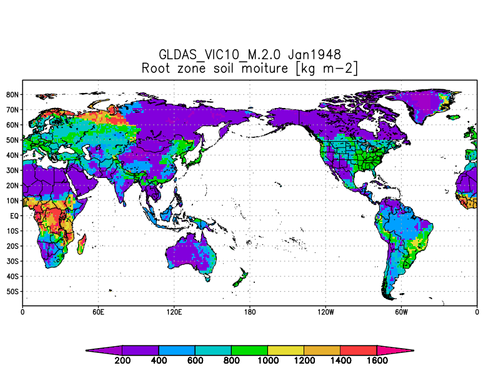 GLDAS_VIC10_M.2.0 Jan1948
Root zone soil moiture [kg m-2]
80N
70N
60N
50N
40N
30N
20N
10N
EQ
10S
20S
30S
40S
50S
0 60E 120E 180 120W 60W 0
200 400 600 800 1000 1200 1400 1600